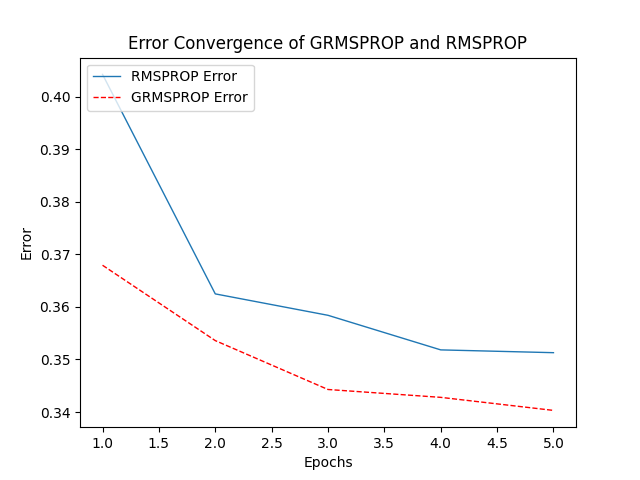 Error Convergence of GRMSPROP and RMSPROP
RMSPROP Error
GRMSPROP Error
0.40
0.39
0.38
0.37
0.36
0.35
0.34
Error
1.0 1.5 2.0 2.5 3.0 3.5 4.0 4.5 5.0
Epochs